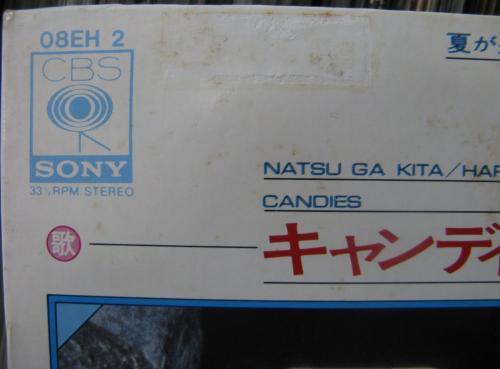 08EH 2
CBS
SONY
33⅓RPM STEREO
夏が
NATSU GA KITA/HAR
CANDIES
歌
キャンディ